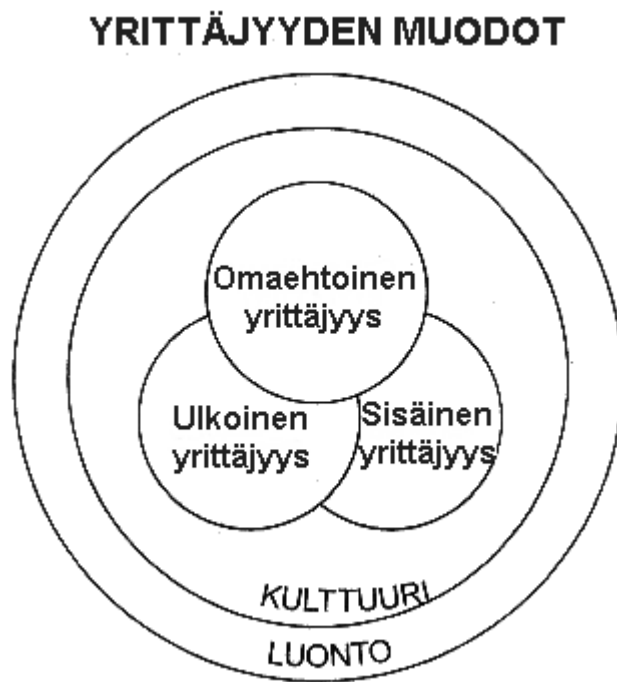 YRITTÄJYYDEN MUODOT
Omaehtoinen
yrittäjyys
Ulkoinen
yrittäjyys
Sisäinen
yrittäjyys
KULTTUURI
LUONTO